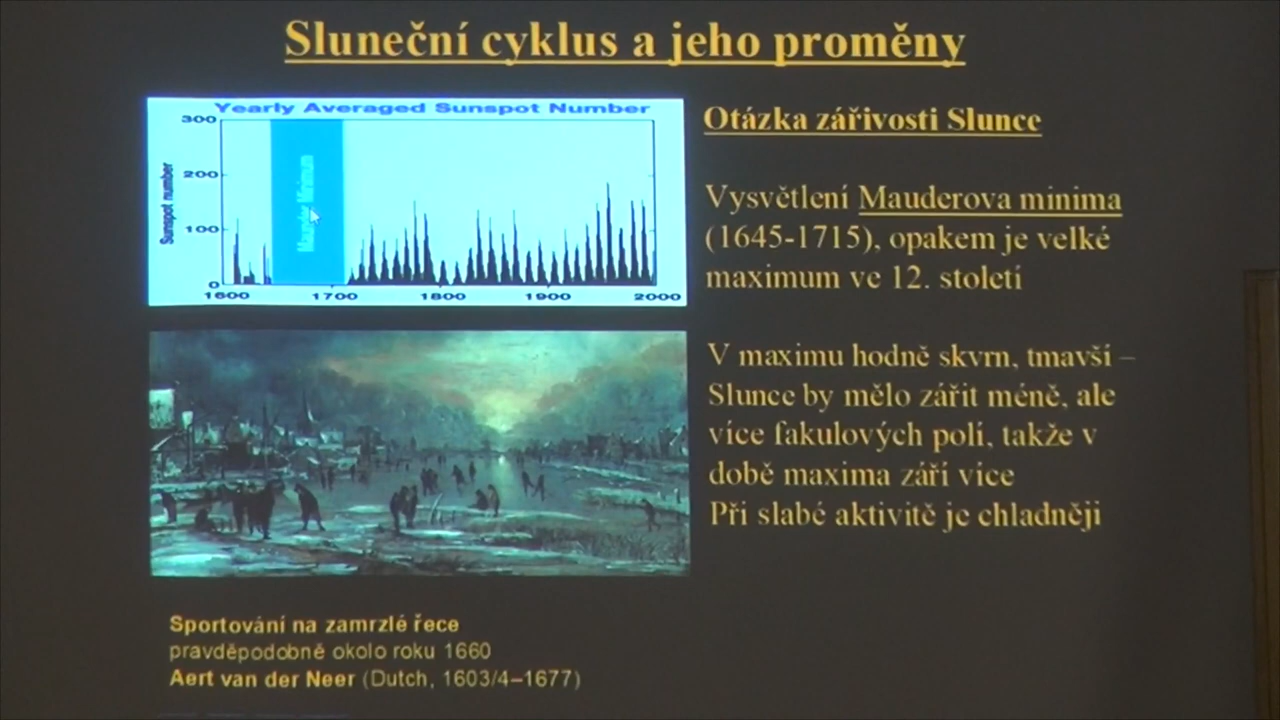 Sluneční cyklus a jeho proměny
Yearly Averaged Sunspot Number
300
200
100
0
Sunspot number
Maunder Minimum
1600 1700 1800 1900 2000
Otázka zářivosti Slunce
Vysvětlení Mauderova minima
(1645-1715), opakem je velké
maximum ve 12. století
V maximu hodně skvrn, tmavší –
Slunce by mělo zářit méně, ale
více fakulových polí, takže v
době maxima září více
Při slabé aktivitě je chladněji
Sportování na zamrzlé řece
pravděpodobně okolo roku 1660
Aert van der Neer (Dutch, 1603/4–1677)